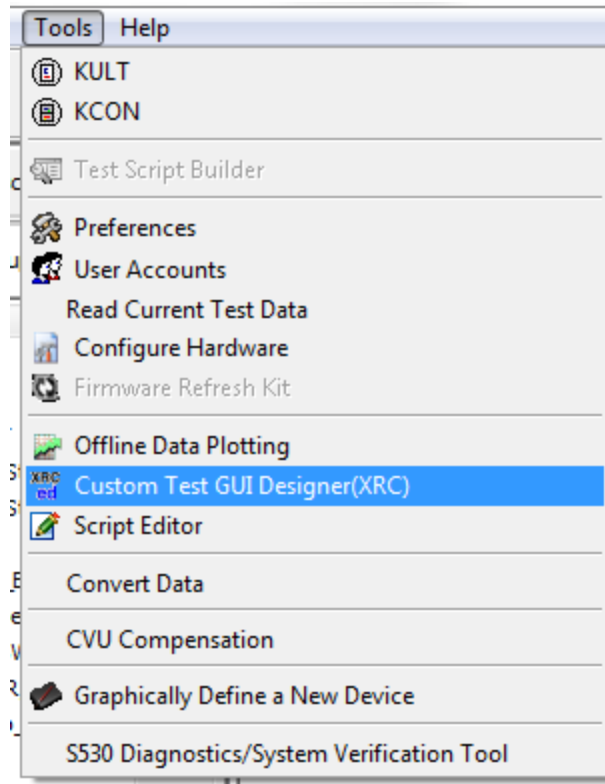 Tools Help
KULT
KCON
Test Script Builder
Preferences
User Accounts
Read Current Test Data
Configure Hardware
Firmware Refresh Kit
Offline Data Plotting
XRC
ed
Custom Test GUI Designer(XRC)
Script Editor
Convert Data
CVU Compensation
Graphically Define a New Device
S530 Diagnostics/System Verification Tool